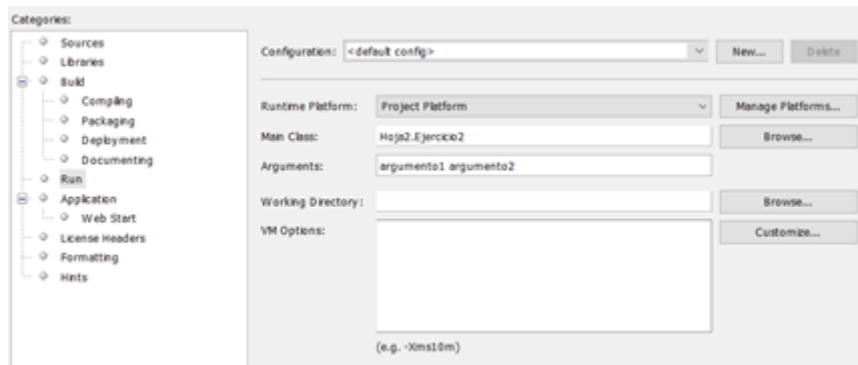 Categories:
Sources
Libraries
Build
Compiling
Packaging
Deployment
Documenting
Run
Application
Web Start
License Headers
Formatting
Hints
Configuration: <default config> New... Delete
Runtime Platform: Project Platform Manage Platforms...
Main Class: Hoja2.Ejercicio2 Browse...
Arguments: argumento1 argumento2
Working Directory: Browse...
VM Options: Customize...
(e.g. -Xms10m)